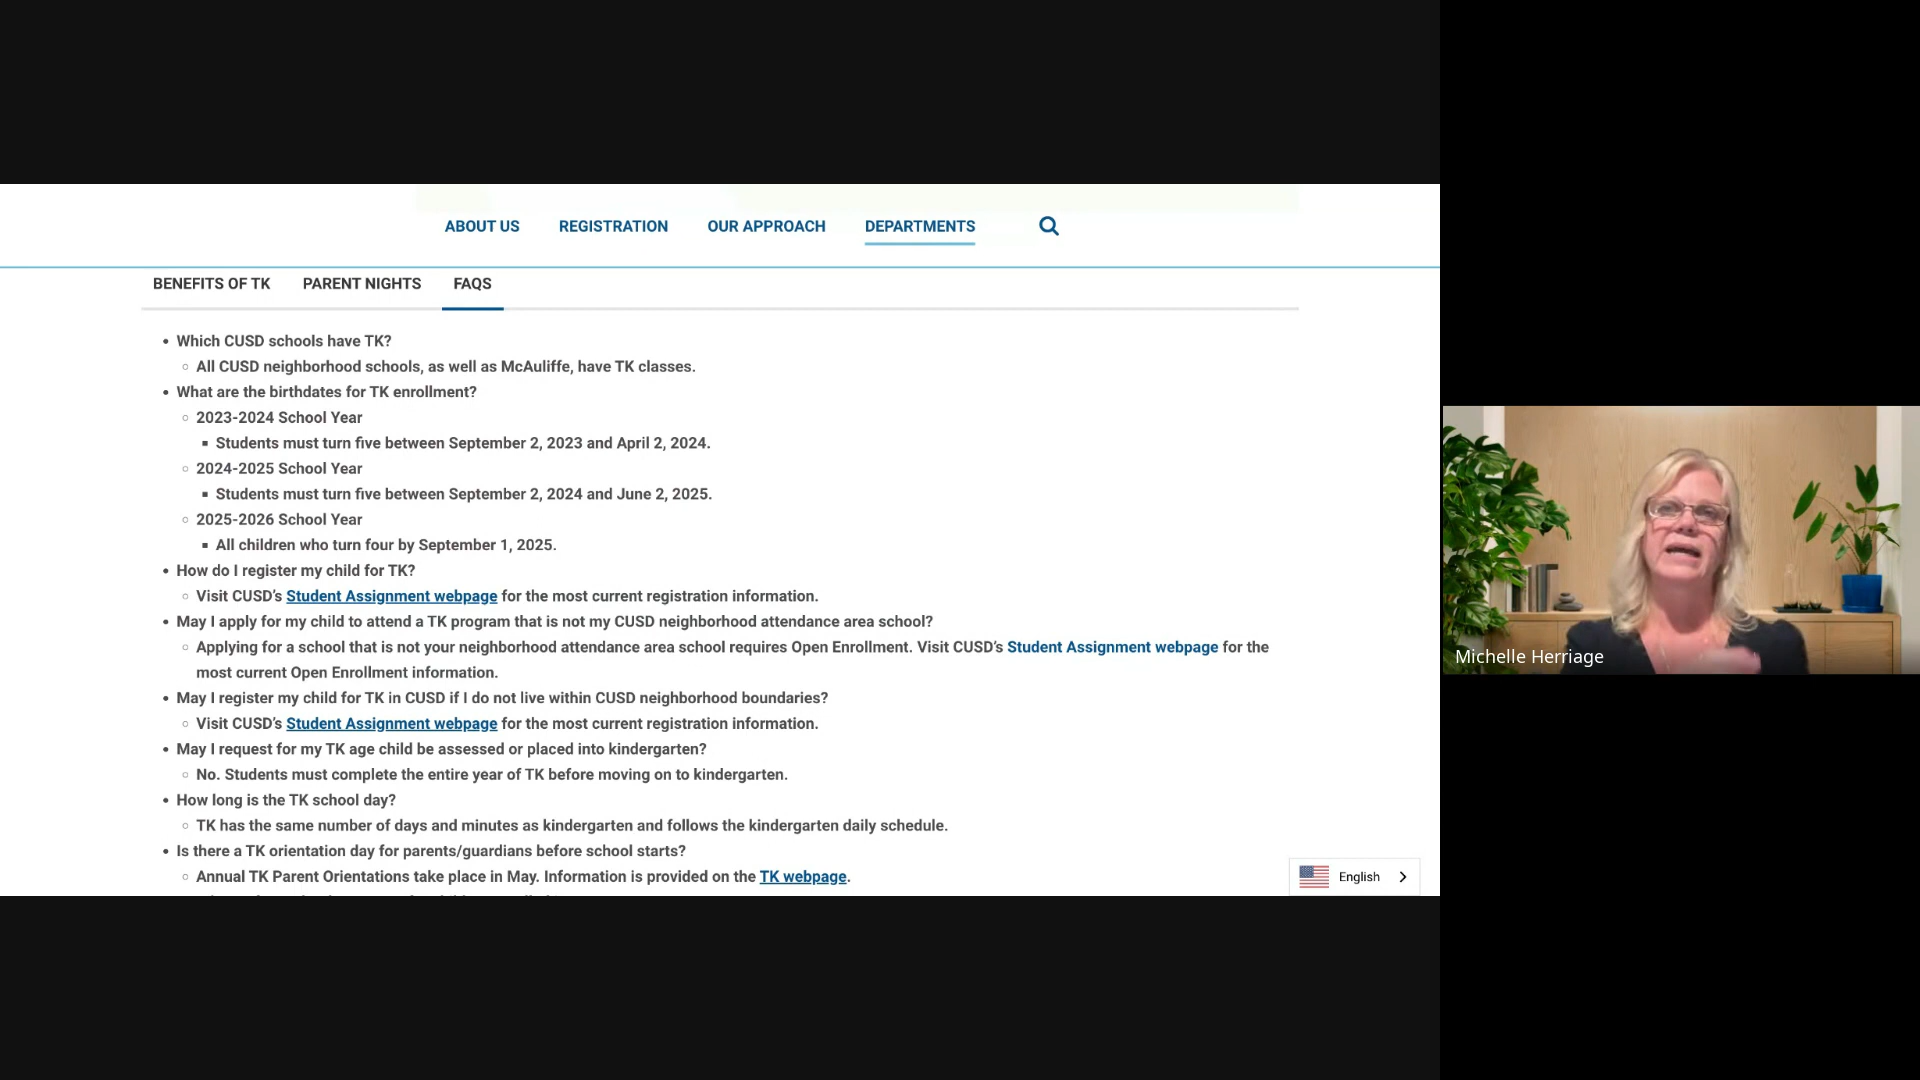 ABOUT US
REGISTRATION
OUR APPROACH
DEPARTMENTS
BENEFITS OF TK
PARENT NIGHTS
FAQS
Which CUSD schools have TK?
All CUSD neighborhood schools, as well as McAuliffe, have TK classes.
What are the birthdates for TK enrollment?
2023-2024 School Year
Students must turn five between September 2, 2023 and April 2, 2024.
2024-2025 School Year
Students must turn five between September 2, 2024 and June 2, 2025.
2025-2026 School Year
All children who turn four by September 1, 2025.
How do I register my child for TK?
Visit CUSD's Student Assignment webpage for the most current registration information.
May I apply for my child to attend a TK program that is not my CUSD neighborhood attendance area school?
Applying for a school that is not your neighborhood attendance area school requires Open Enrollment. Visit CUSD's Student Assignment webpage for the
most current Open Enrollment information.
May I register my child for TK in CUSD if I do not live within CUSD neighborhood boundaries?
Visit CUSD's Student Assignment webpage for the most current registration information.
May I request for my TK age child be assessed or placed into kindergarten?
No. Students must complete the entire year of TK before moving on to kindergarten.
How long is the TK school day?
TK has the same number of days and minutes as kindergarten and follows the kindergarten daily schedule.
Is there a TK orientation day for parents/guardians before school starts?
Annual TK Parent Orientations take place in May. Information is provided on the TK webpage.
English
Michelle Herriage